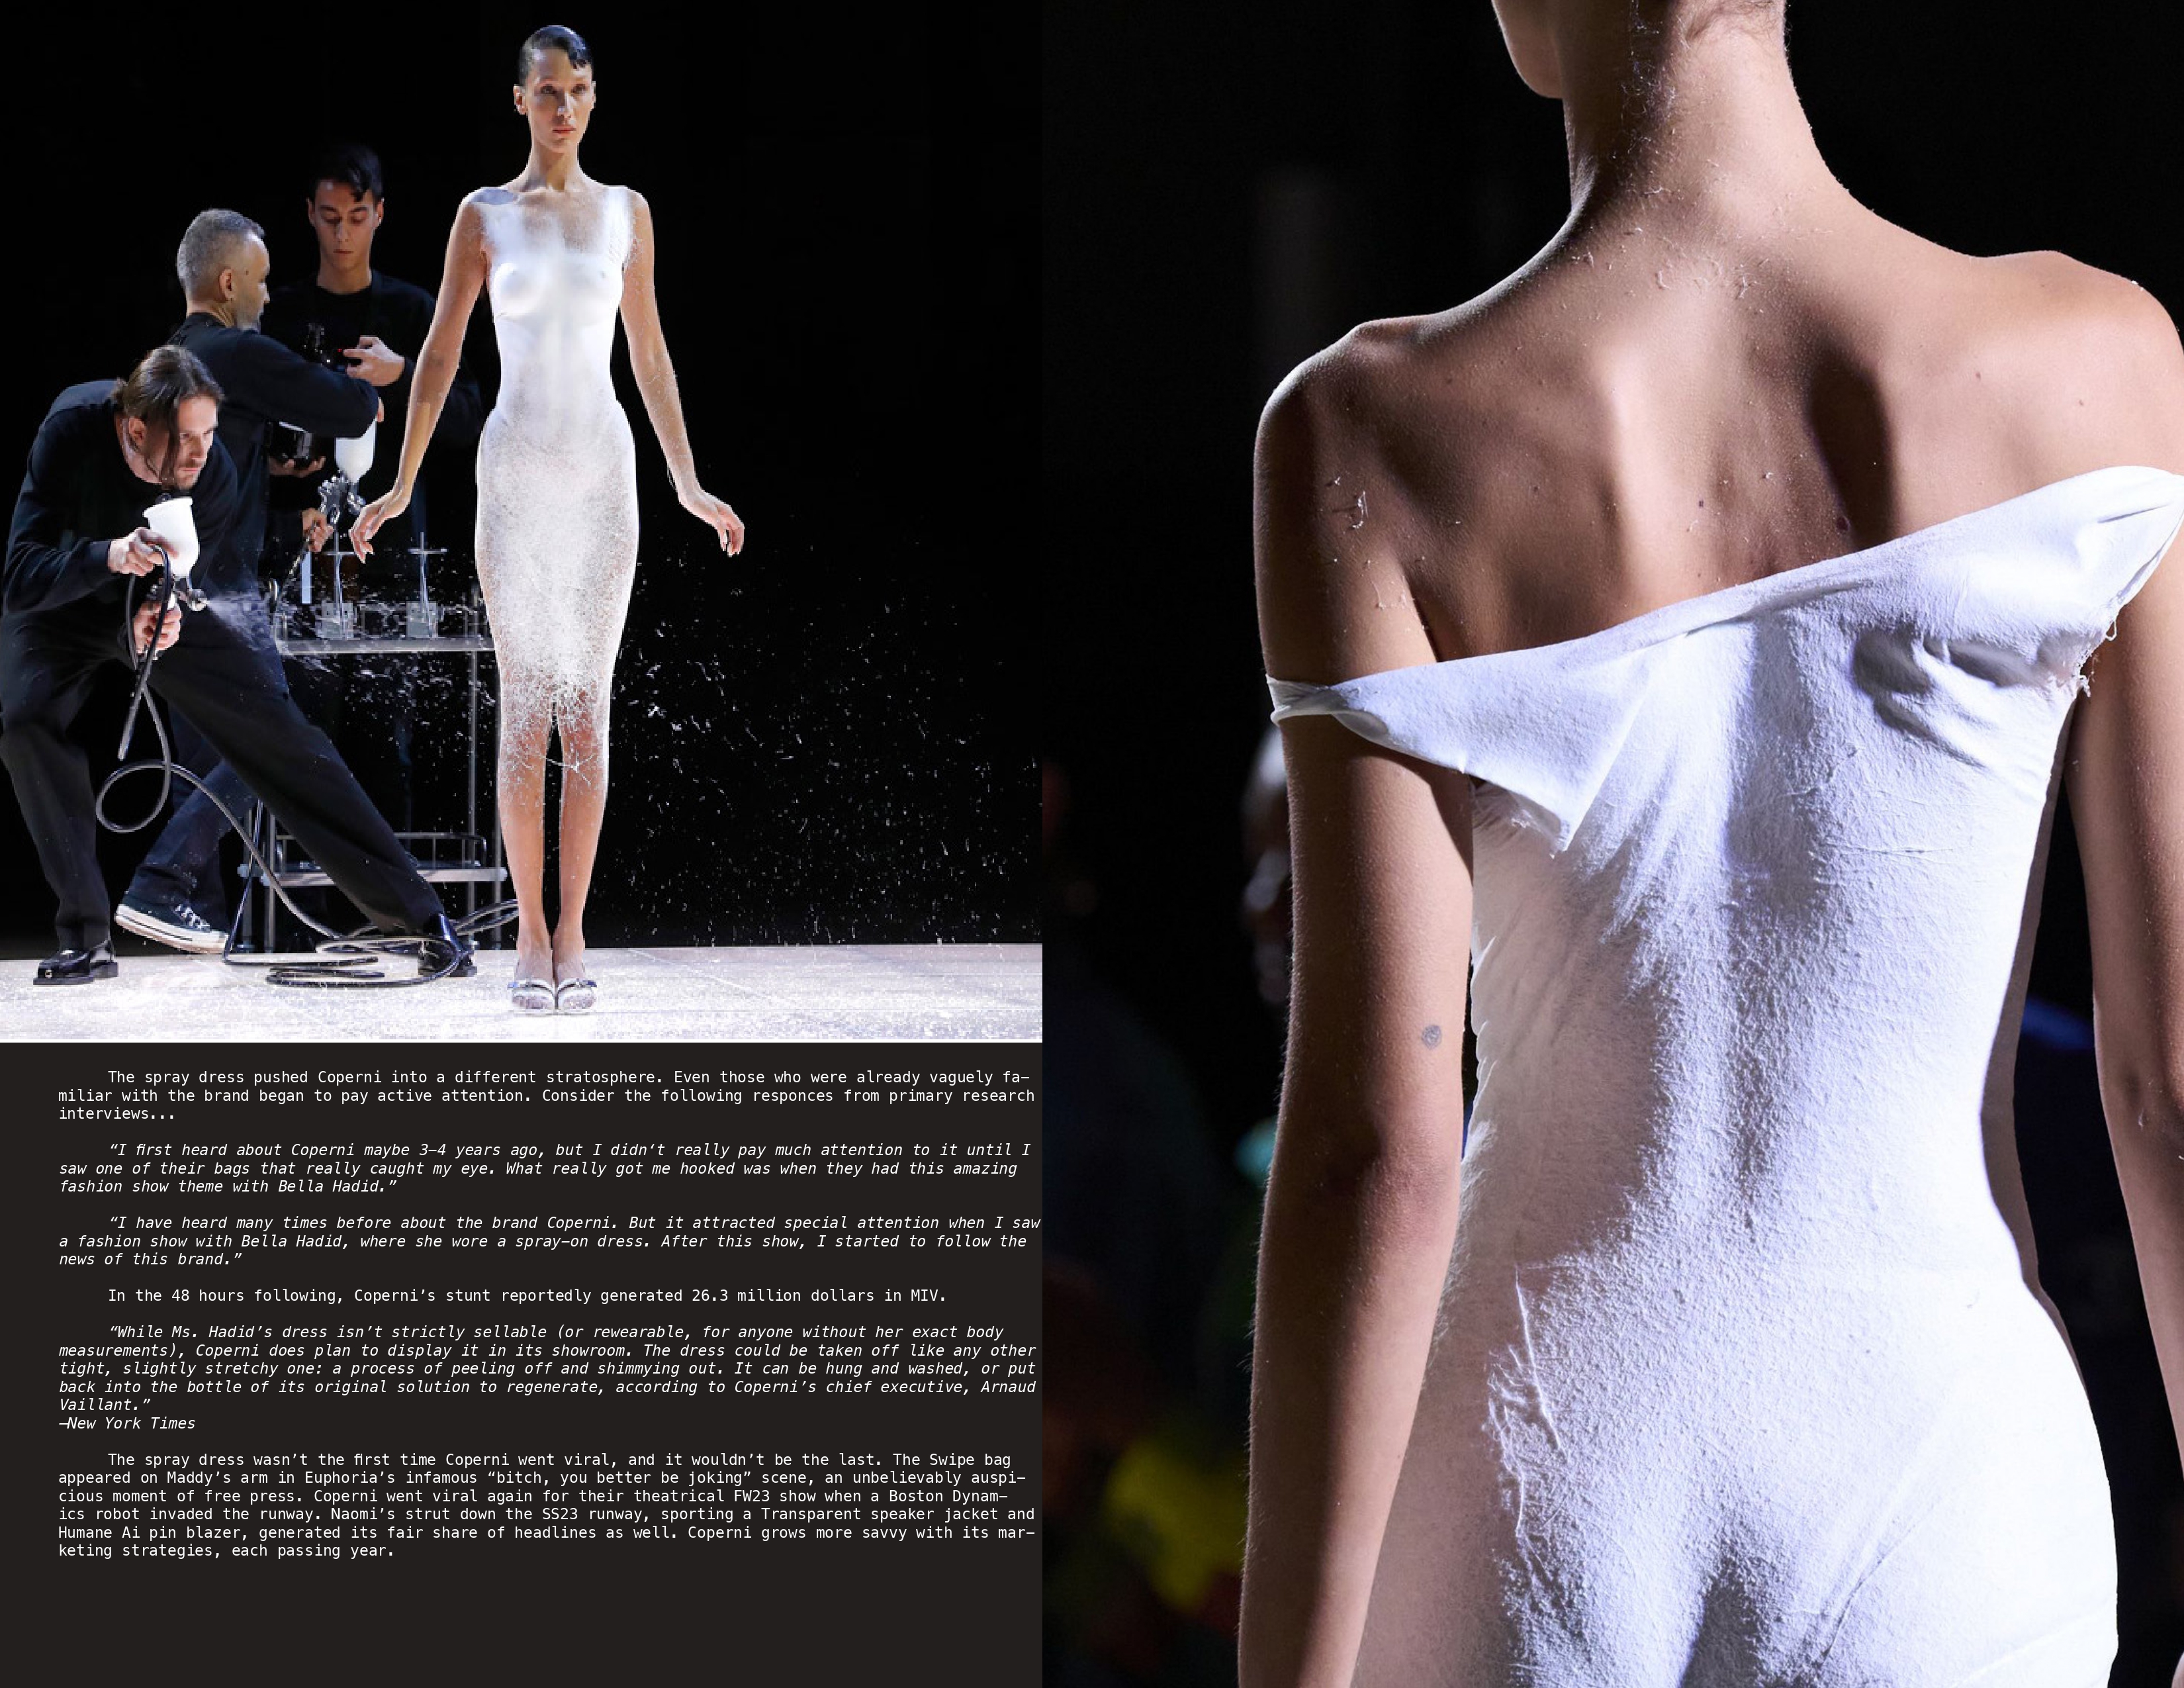 The spray dress pushed Coperni into a different stratosphere. Even those who were already vaguely fa-
miliar with the brand began to pay active attention. Consider the following responces from primary research
interviews...
“I first heard about Coperni maybe 3-4 years ago, but I didn‘t really pay much attention to it until I
saw one of their bags that really caught my eye. What really got me hooked was when they had this amazing
fashion show theme with Bella Hadid.”
“I have heard many times before about the brand Coperni. But it attracted special attention when I saw
a fashion show with Bella Hadid, where she wore a spray-on dress. After this show, I started to follow the
news of this brand.”
In the 48 hours following, Coperni’s stunt reportedly generated 26.3 million dollars in MIV.
“While Ms. Hadid’s dress isn’t strictly sellable (or rewearable, for anyone without her exact body
measurements), Coperni does plan to display it in its showroom. The dress could be taken off like any other
tight, slightly stretchy one: a process of peeling off and shimmying out. It can be hung and washed, or put
back into the bottle of its original solution to regenerate, according to Coperni’s chief executive, Arnaud
Vaillant.”
—New York Times
The spray dress wasn’t the first time Coperni went viral, and it wouldn’t be the last. The Swipe bag
appeared on Maddy’s arm in Euphoria’s infamous “bitch, you better be joking” scene, an unbelievably auspi-
cious moment of free press. Coperni went viral again for their theatrical FW23 show when a Boston Dynam-
ics robot invaded the runway. Naomi’s strut down the SS23 runway, sporting a Transparent speaker jacket and
Humane Ai pin blazer, generated its fair share of headlines as well. Coperni grows more savvy with its mar-
keting strategies, each passing year.